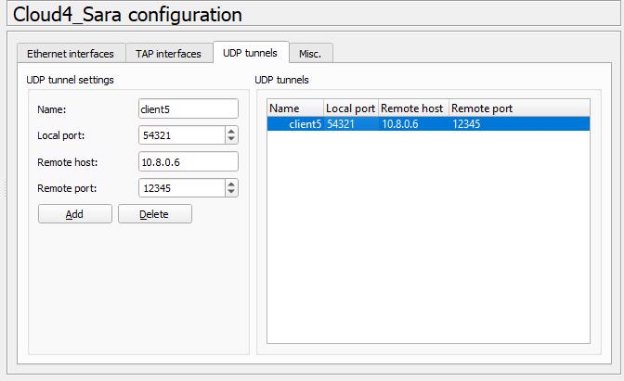 Cloud4_Sara configuration
Ethernet interfaces TAP interfaces UDP tunnels Misc.
UDP tunnel settings
Name: client5
Local port: 54321
Remote host: 10.8.0.6
Remote port: 12345
Add Delete
UDP tunnels
Name Local port Remote host Remote port
client5 54321 10.8.0.6 12345